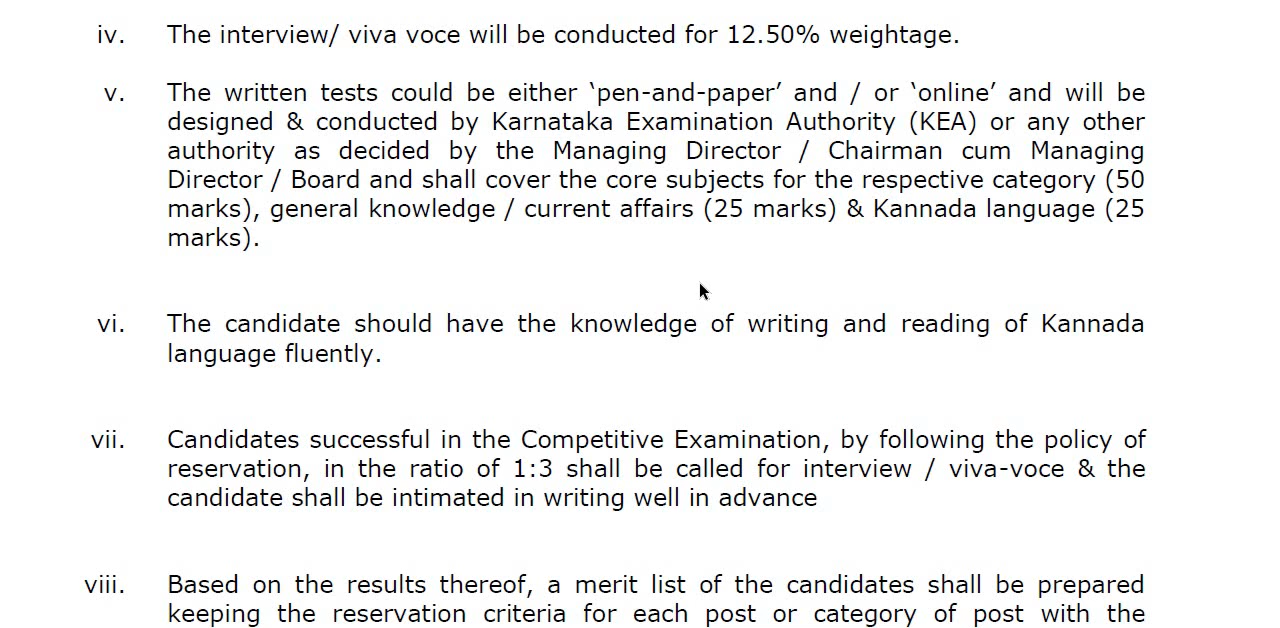 iv. The interview/ viva voce will be conducted for 12.50% weightage.
v. The written tests could be either ‘pen-and-paper’ and / or ‘online’ and will be
designed & conducted by Karnataka Examination Authority (KEA) or any other
authority as decided by the Managing Director / Chairman cum Managing
Director / Board and shall cover the core subjects for the respective category (50
marks), general knowledge / current affairs (25 marks) & Kannada language (25
marks).
vi. The candidate should have the knowledge of writing and reading of Kannada
language fluently.
vii. Candidates successful in the Competitive Examination, by following the policy of
reservation, in the ratio of 1:3 shall be called for interview / viva-voce & the
candidate shall be intimated in writing well in advance
viii. Based on the results thereof, a merit list of the candidates shall be prepared
keeping the reservation criteria for each post or category of post with the